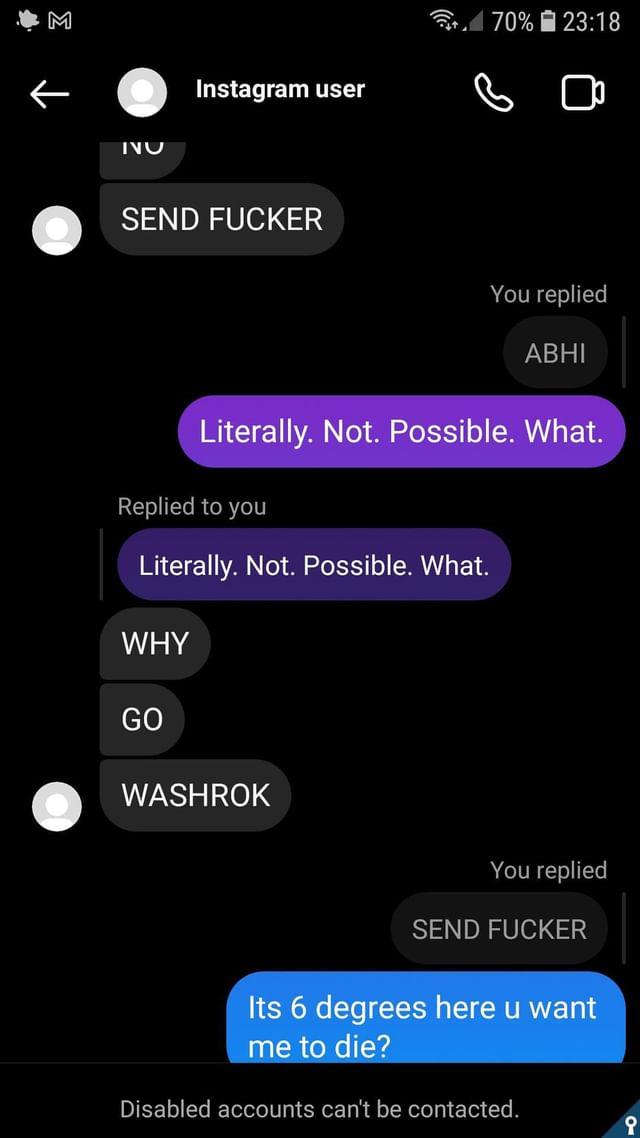 70% 23:18
Instagram user
NO
SEND FUCKER
You replied
ABHI
Literally. Not. Possible. What.
Replied to you
Literally. Not. Possible. What.
WHY
GO
WASHROK
You replied
SEND FUCKER
Its 6 degrees here u want
me to die?
Disabled accounts can't be contacted.